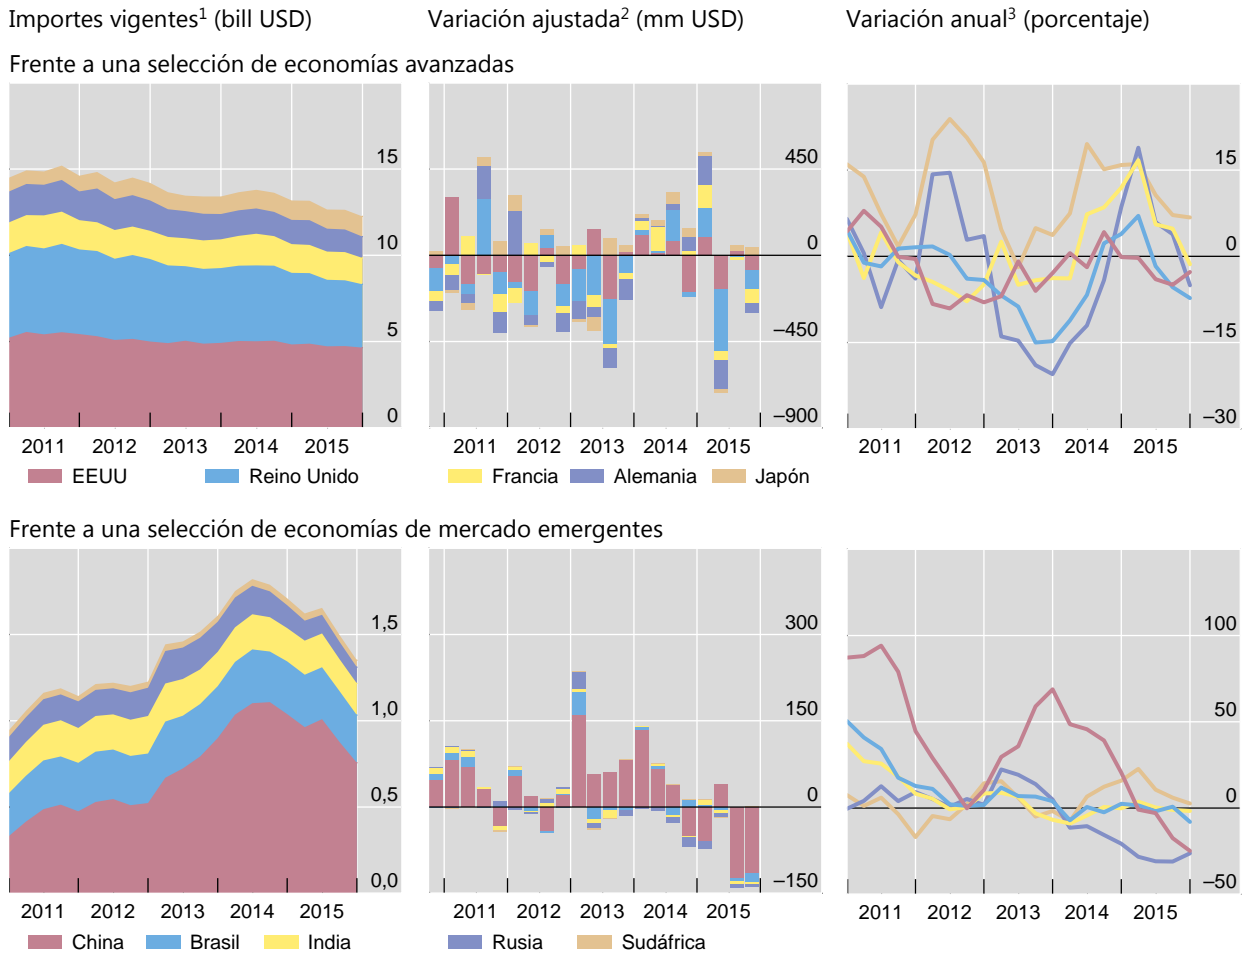 Importes vigentes¹ (bill USD)
Variación ajustada² (mm USD)
Variación anual³ (porcentaje)
Frente a una selección de economías avanzadas
15
10
5
0
2011 2012 2013 2014 2015
450
0
–450
–900
2011 2012 2013 2014 2015
15
0
–15
–30
2011 2012 2013 2014 2015
EEUU Reino Unido Francia Alemania Japón
Frente a una selección de economías de mercado emergentes
1,5
1,0
0,5
0,0
2011 2012 2013 2014 2015
300
150
0
–150
2011 2012 2013 2014 2015
100
50
0
–50
2011 2012 2013 2014 2015
China Brasil India Rusia Sudáfrica